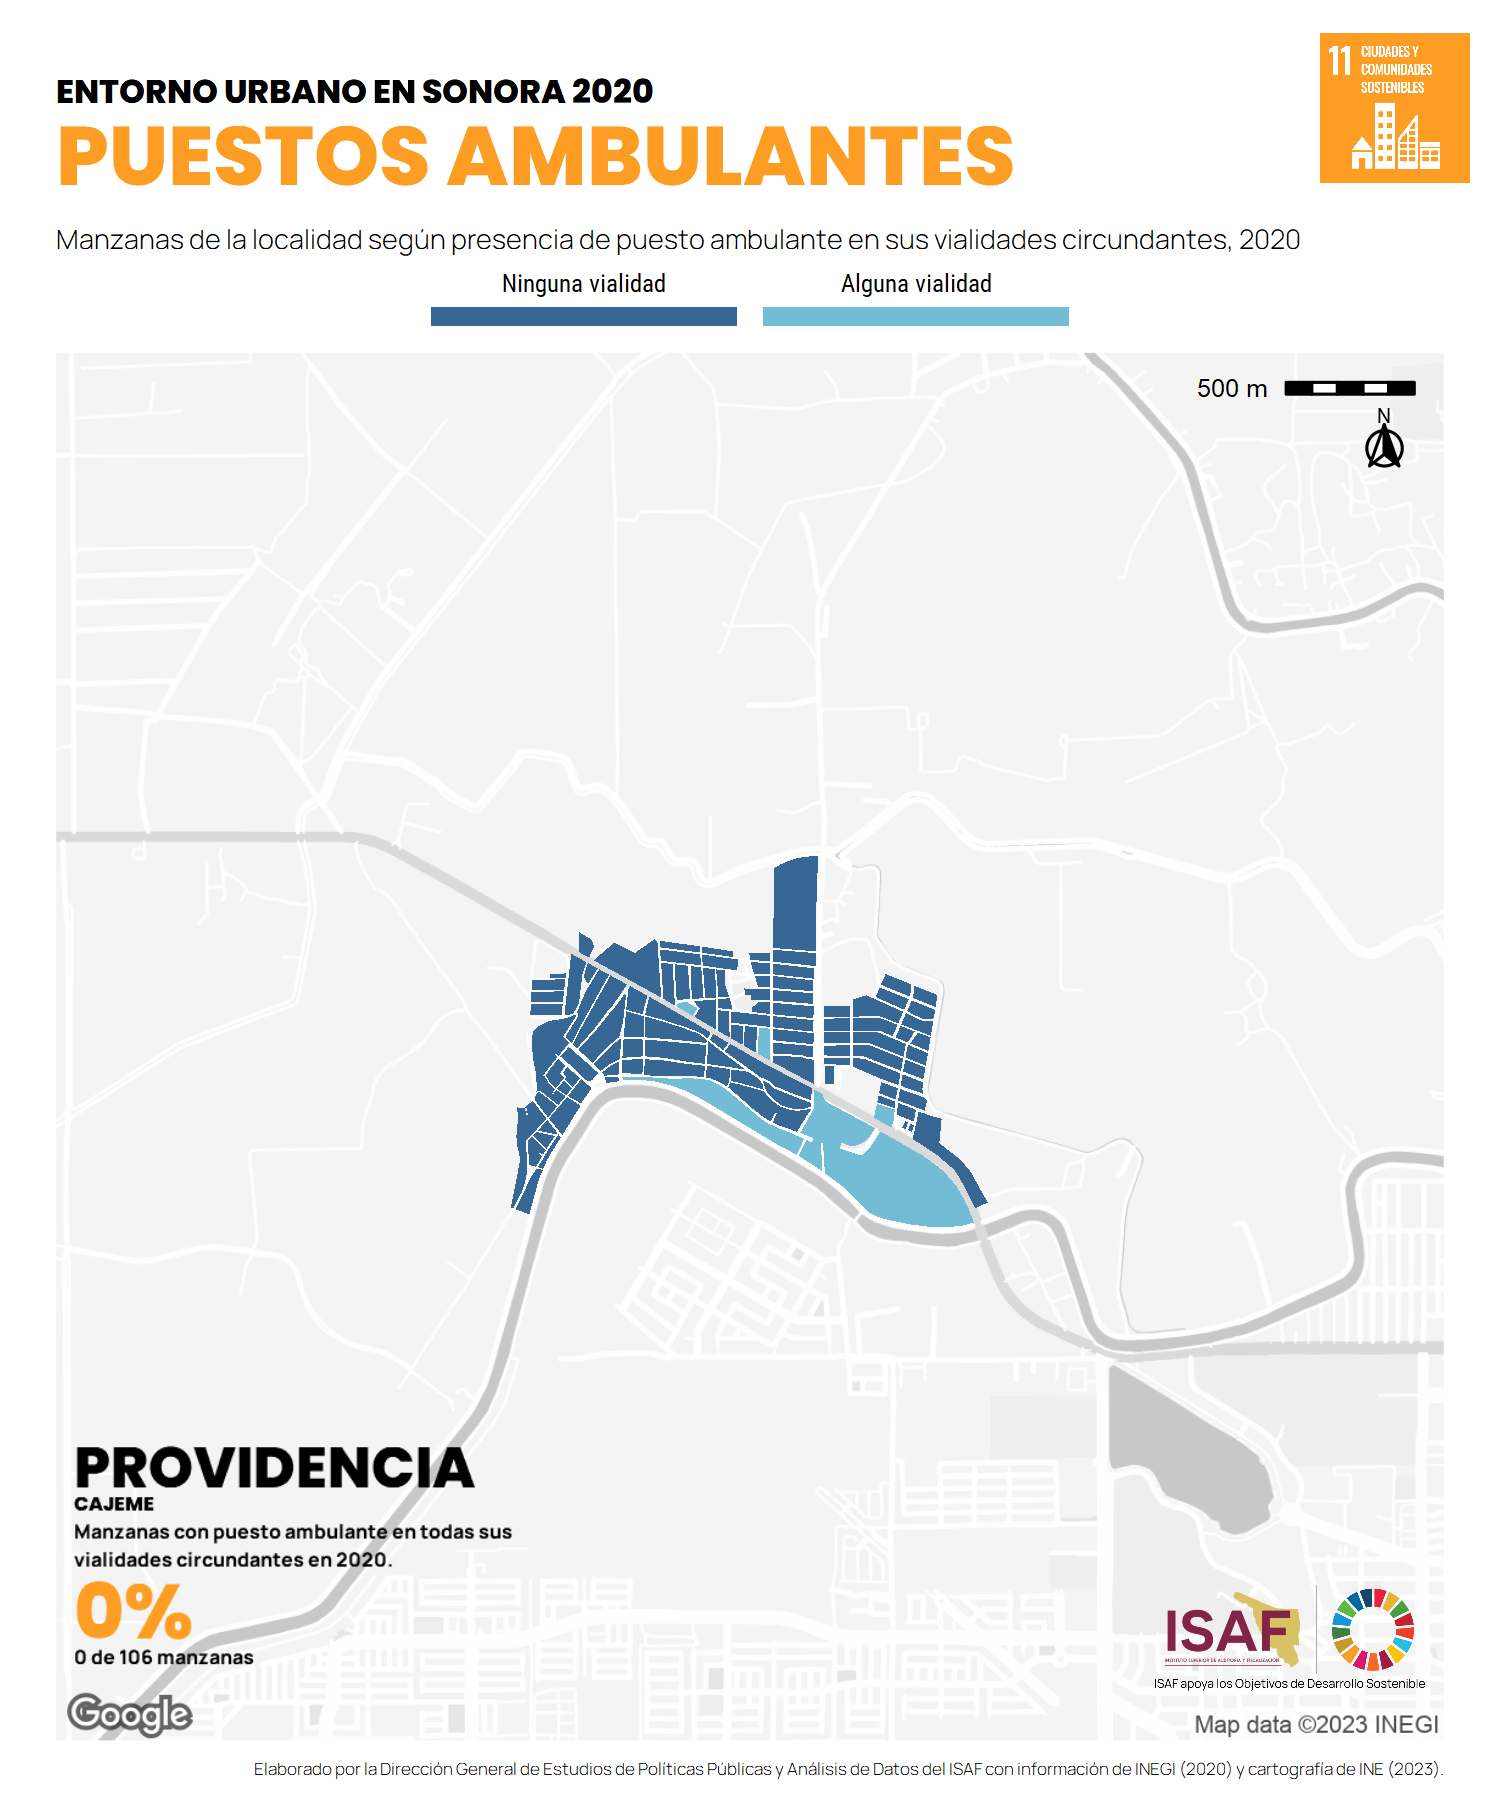 11 CIUDADES Y
COMUNIDADES
SOSTENIBLES
ENTORNO URBANO EN SONORA 2020
PUESTOS AMBULANTES
Manzanas de la localidad según presencia de puesto ambulante en sus vialidades circundantes, 2020
Ninguna vialidad Alguna vialidad
500 m
N
PROVIDENCIA
CAJEME
Manzanas con puesto ambulante en todas sus
vialidades circundantes en 2020.
0%
0 de 106 manzanas
Google
ISAF
INSTITUTO SUPERIOR DE AUDITORÍA Y FISCALIZACIÓN
ISAF apoya los Objetivos de Desarrollo Sostenible
Map data ©2023 INEGI
Elaborado por la Dirección General de Estudios de Políticas Públicas y Análisis de Datos del ISAF con información de INEGI (2020) y cartografía de INE (2023).